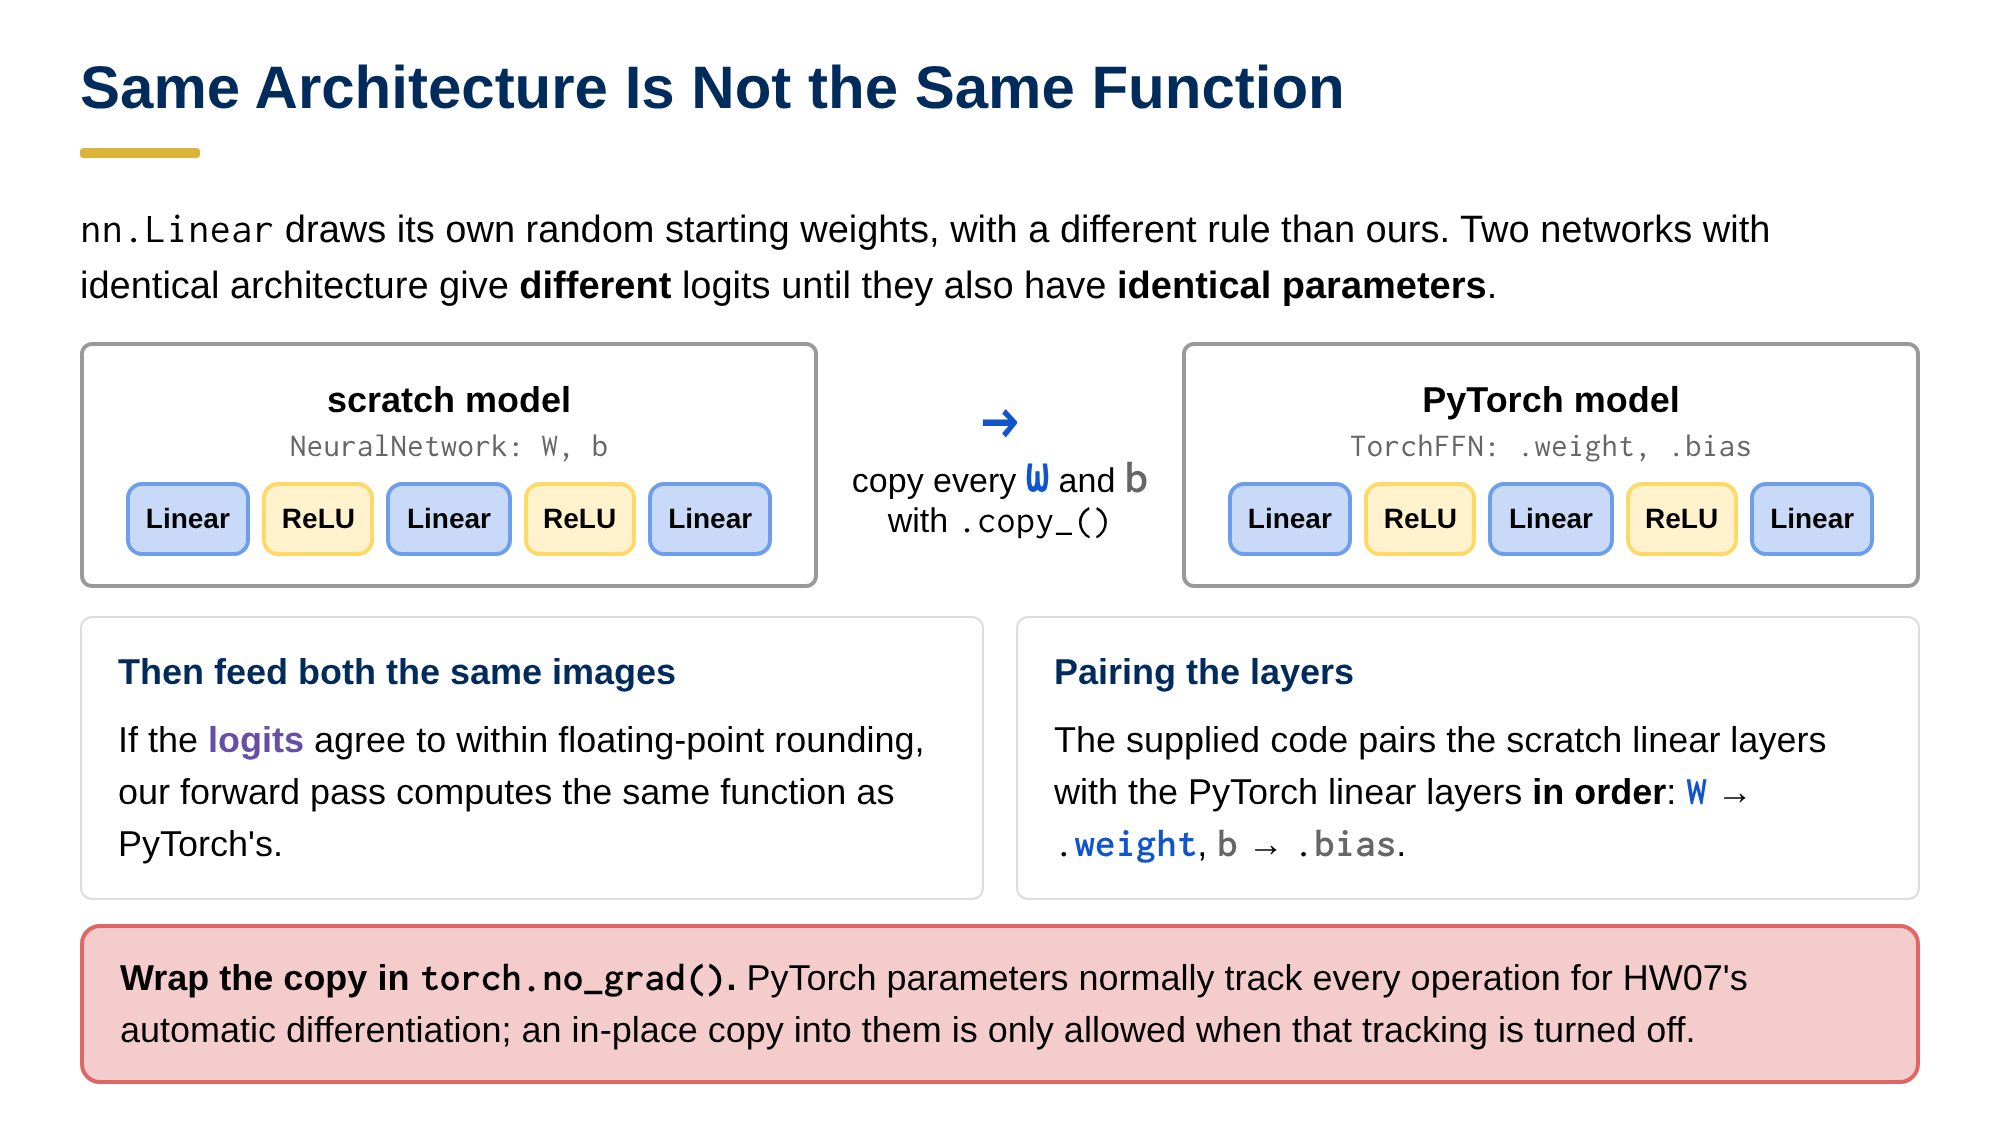 Same Architecture Is Not the Same Function
nn.Linear draws its own random starting weights, with a different rule than ours. Two networks with
identical architecture give different logits until they also have identical parameters.
scratch model
NeuralNetwork: W, b
Linear ReLU Linear ReLU Linear
→
copy every W and b
with .copy_()
PyTorch model
TorchFFN: .weight, .bias
Linear ReLU Linear ReLU Linear
Then feed both the same images
If the logits agree to within floating-point rounding,
our forward pass computes the same function as
PyTorch's.
Pairing the layers
The supplied code pairs the scratch linear layers
with the PyTorch linear layers in order: W →
.weight, b → .bias.
Wrap the copy in torch.no_grad(). PyTorch parameters normally track every operation for HW07's
automatic differentiation; an in-place copy into them is only allowed when that tracking is turned off.